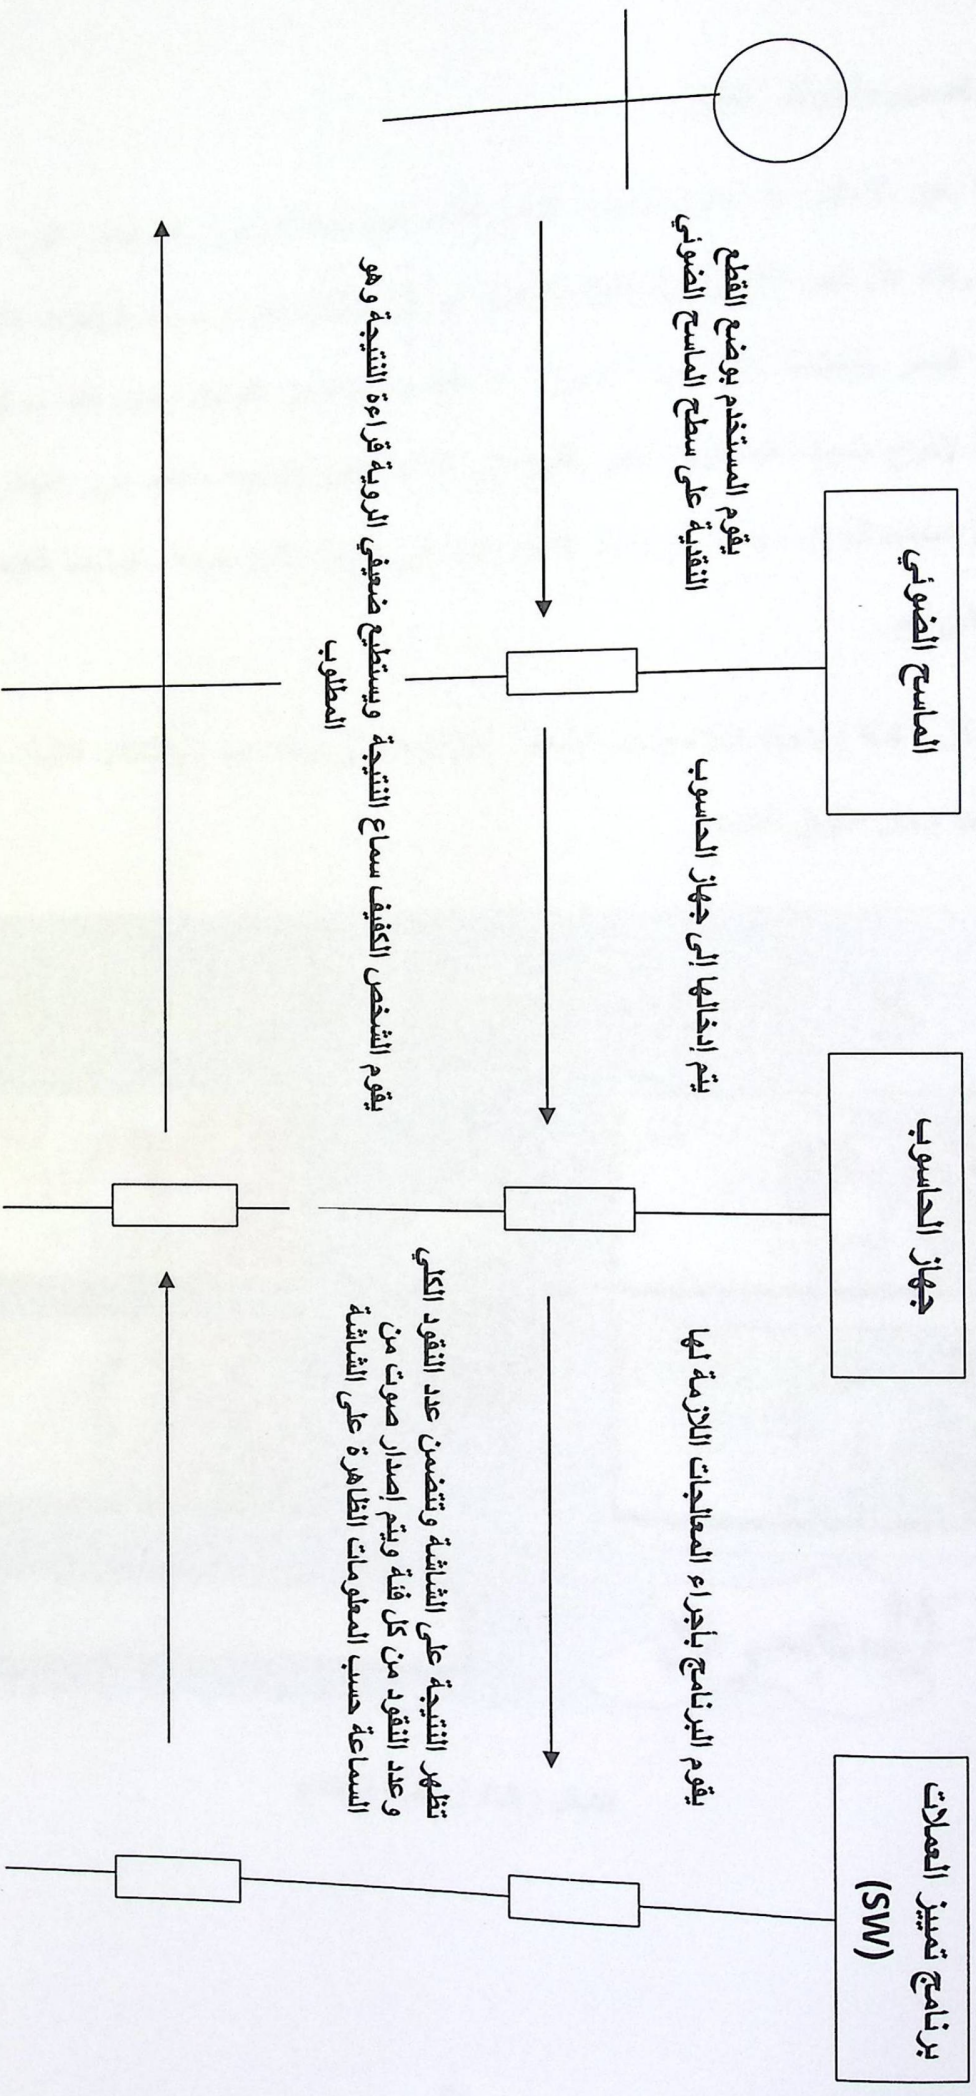 الماسح الضوئي
جهاز الحاسوب
برنامج تمييز العملات
(SW)
يقوم المستخدم بوضع القطع
النقدية على سطح الماسح الضوئي
يتم إدخالها إلى جهاز الحاسوب
يقوم البرنامج بأجراء المعالجات اللازمة لها
تظهر النتيجة على الشاشة وتتضمن عدد النقود الكلي
وعدد النقود من كل فئة ويتم إصدار صوت من
السماعة حسب المعلومات الظاهرة على الشاشة
يقوم الشخص الكفيف سماع النتيجة ويستطيع ضعيفي الروية قراءة النتيجة وهو
المطلوب